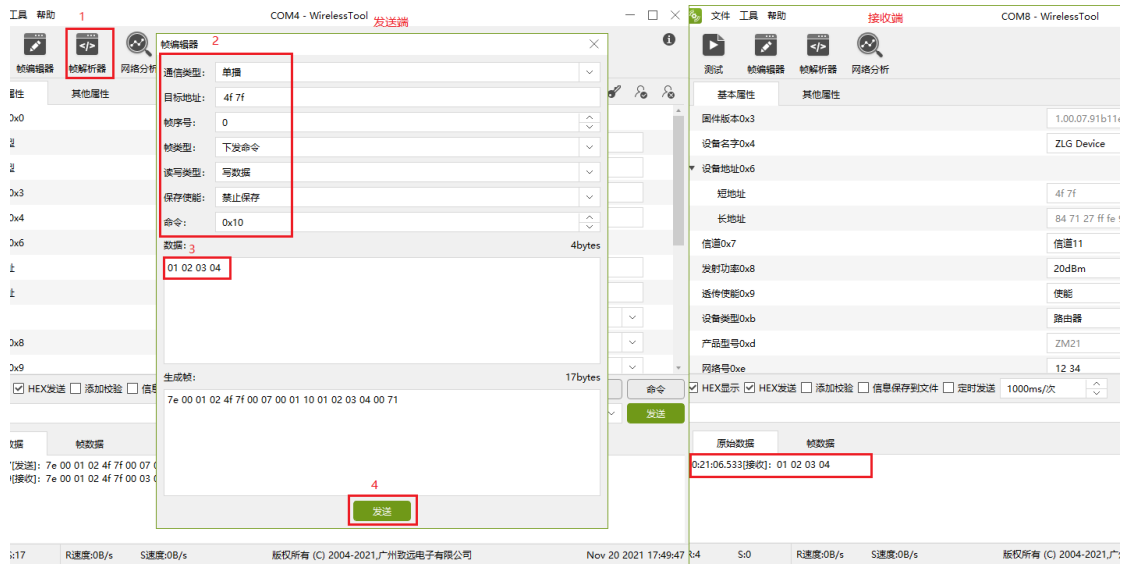 工具 帮助
1
COM4 - WirelessTool
发送端
帧编辑器
帧解析器
网络分析
属性
其他属性
0x0
型
型
0x3
0x4
0x6
址
址
0x8
0x9
HEX发送
添加校验
信息
命令
发送
数据
帧数据
[发送]: 7e 00 01 02 4f 7f 00 07
[接收]: 7e 00 01 02 4f 7f 00 03
S:17
R速度:0B/s
S速度:0B/s
版权所有 (C) 2004-2021,广州致远电子有限公司
Nov 20 2021 17:49:47
帧编辑器
2
通信类型:
单播
目标地址:
4f 7f
帧序号:
0
帧类型:
下发命令
读写类型:
写数据
保存使能:
禁止保存
命令:
0x10
数据:
3
4bytes
01 02 03 04
生成帧:
17bytes
7e 00 01 02 4f 7f 00 07 00 01 10 01 02 03 04 00 71
4
发送
文件 工具 帮助
接收端
COM8 - WirelessTool
测试
帧编辑器
帧解析器
网络分析
基本属性
其他属性
固件版本0x3
1.00.07.91b11e
设备名字0x4
ZLG Device
设备地址0x6
短地址
4f 7f
长地址
84 71 27 ff fe
信道0x7
信道11
发射功率0x8
20dBm
透传使能0x9
使能
设备类型0xb
路由器
产品型号0xd
ZM21
网络号0xe
12 34
HEX显示
HEX发送
添加校验
信息保存到文件
定时发送
1000ms/次
原始数据
帧数据
0:21:06.533[接收]: 01 02 03 04
R:4
S:0
R速度:0B/s
S速度:0B/s
版权所有 (C) 2004-2021,广